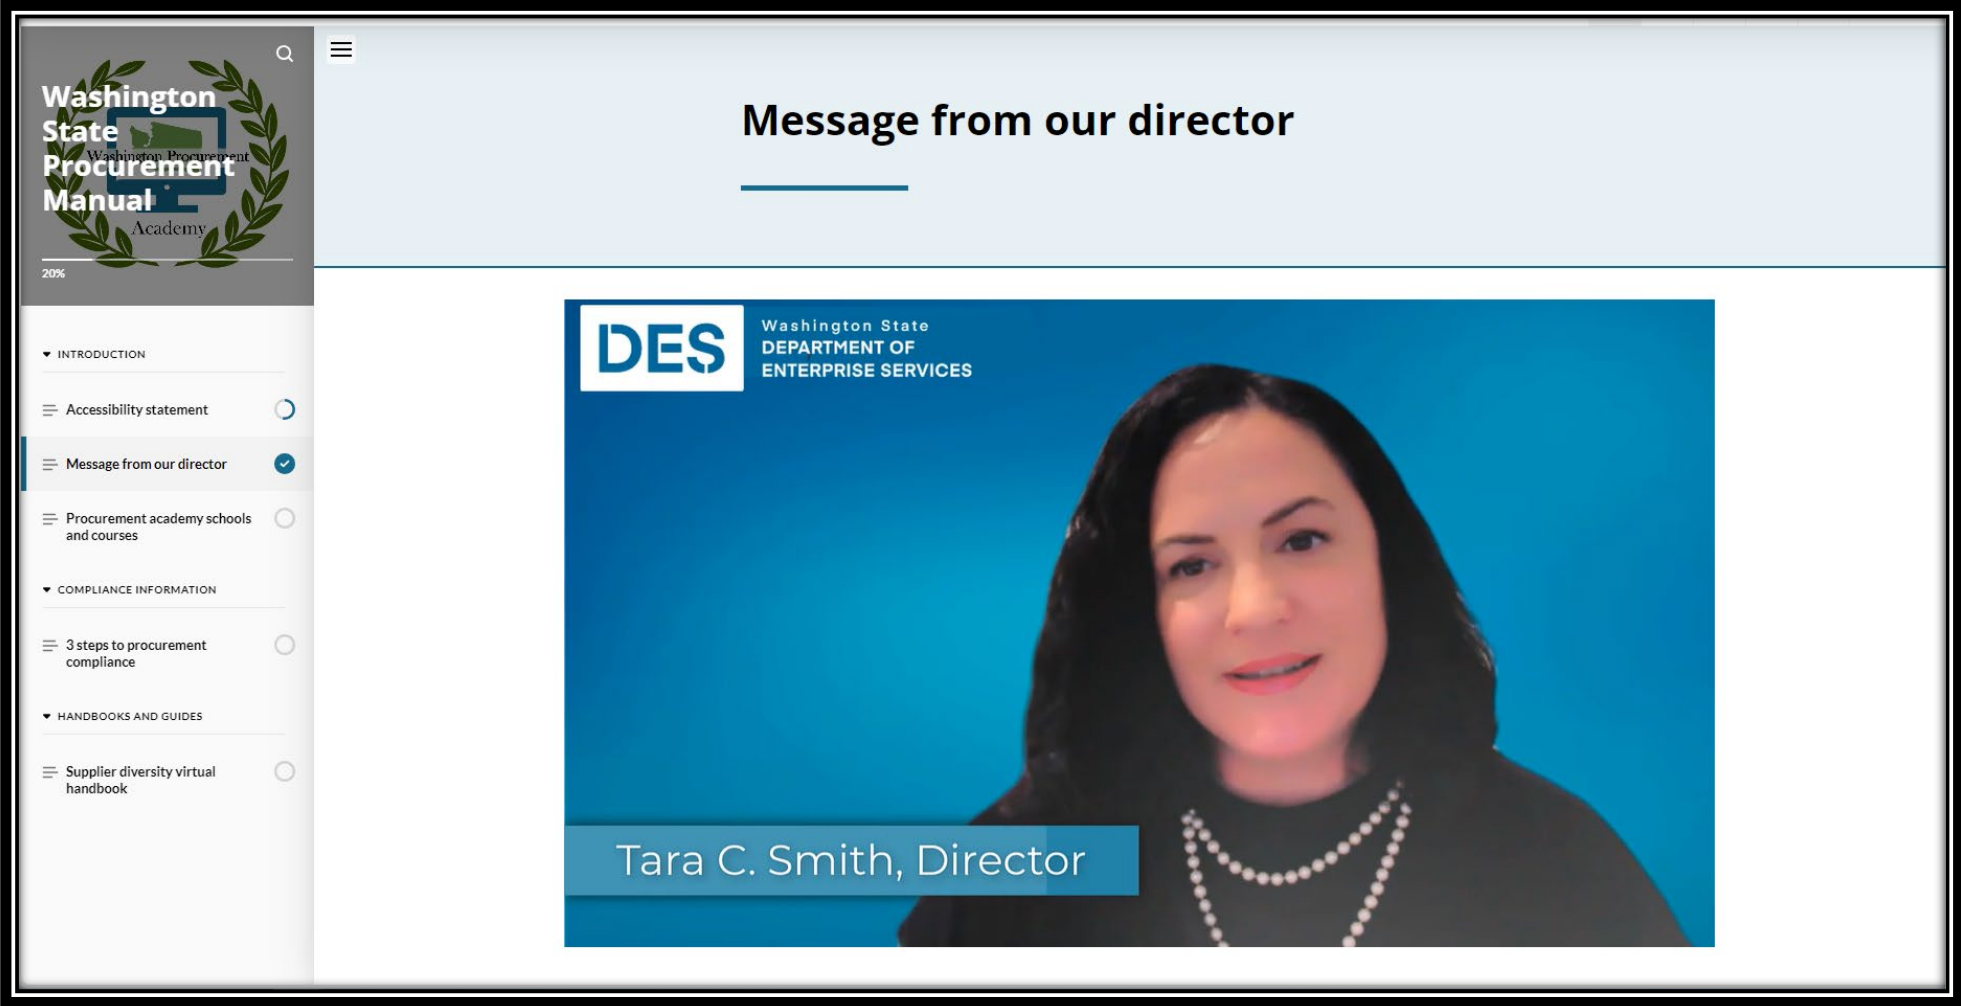 Washington
State
Procurement
Manual
Washington Procurement
Academy
20%
INTRODUCTION
Accessibility statement
Message from our director
Procurement academy schools
and courses
COMPLIANCE INFORMATION
3 steps to procurement
compliance
HANDBOOKS AND GUIDES
Supplier diversity virtual
handbook
Message from our director
DES
Washington State
DEPARTMENT OF
ENTERPRISE SERVICES
Tara C. Smith, Director